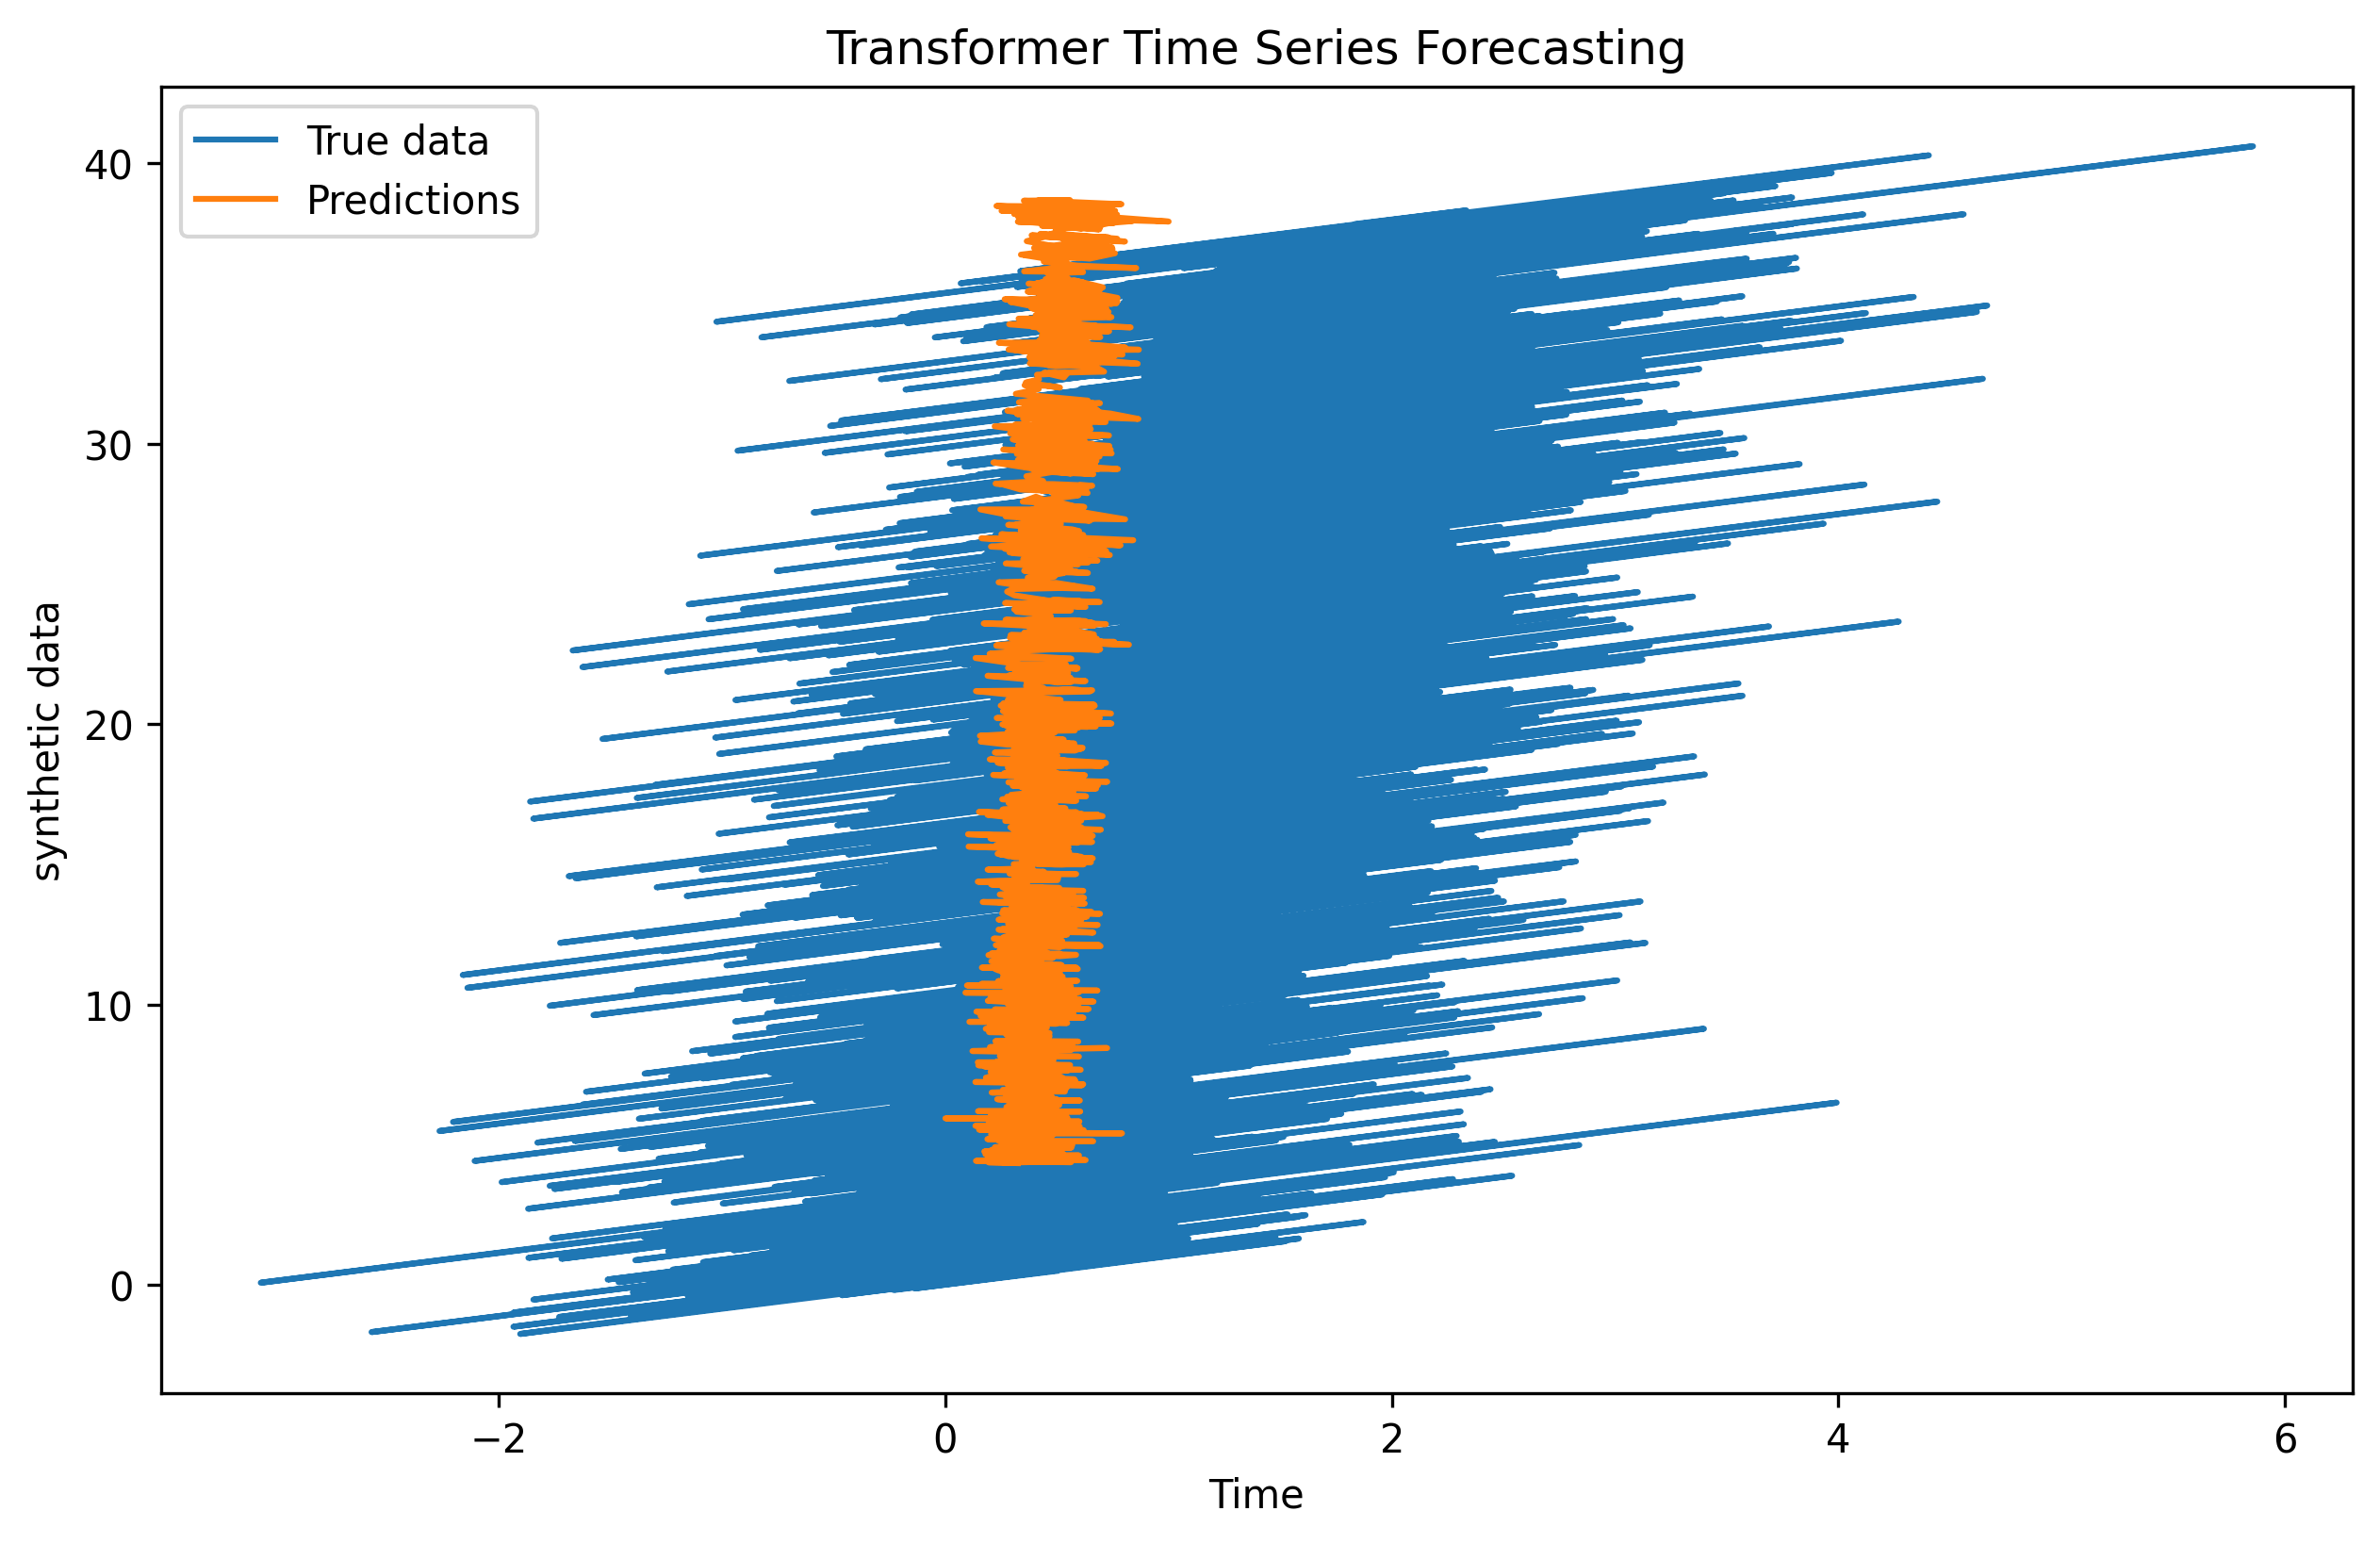 Transformer Time Series Forecasting
True data
Predictions
synthetic data
40
30
20
10
0
−2
0
2
4
6
Time